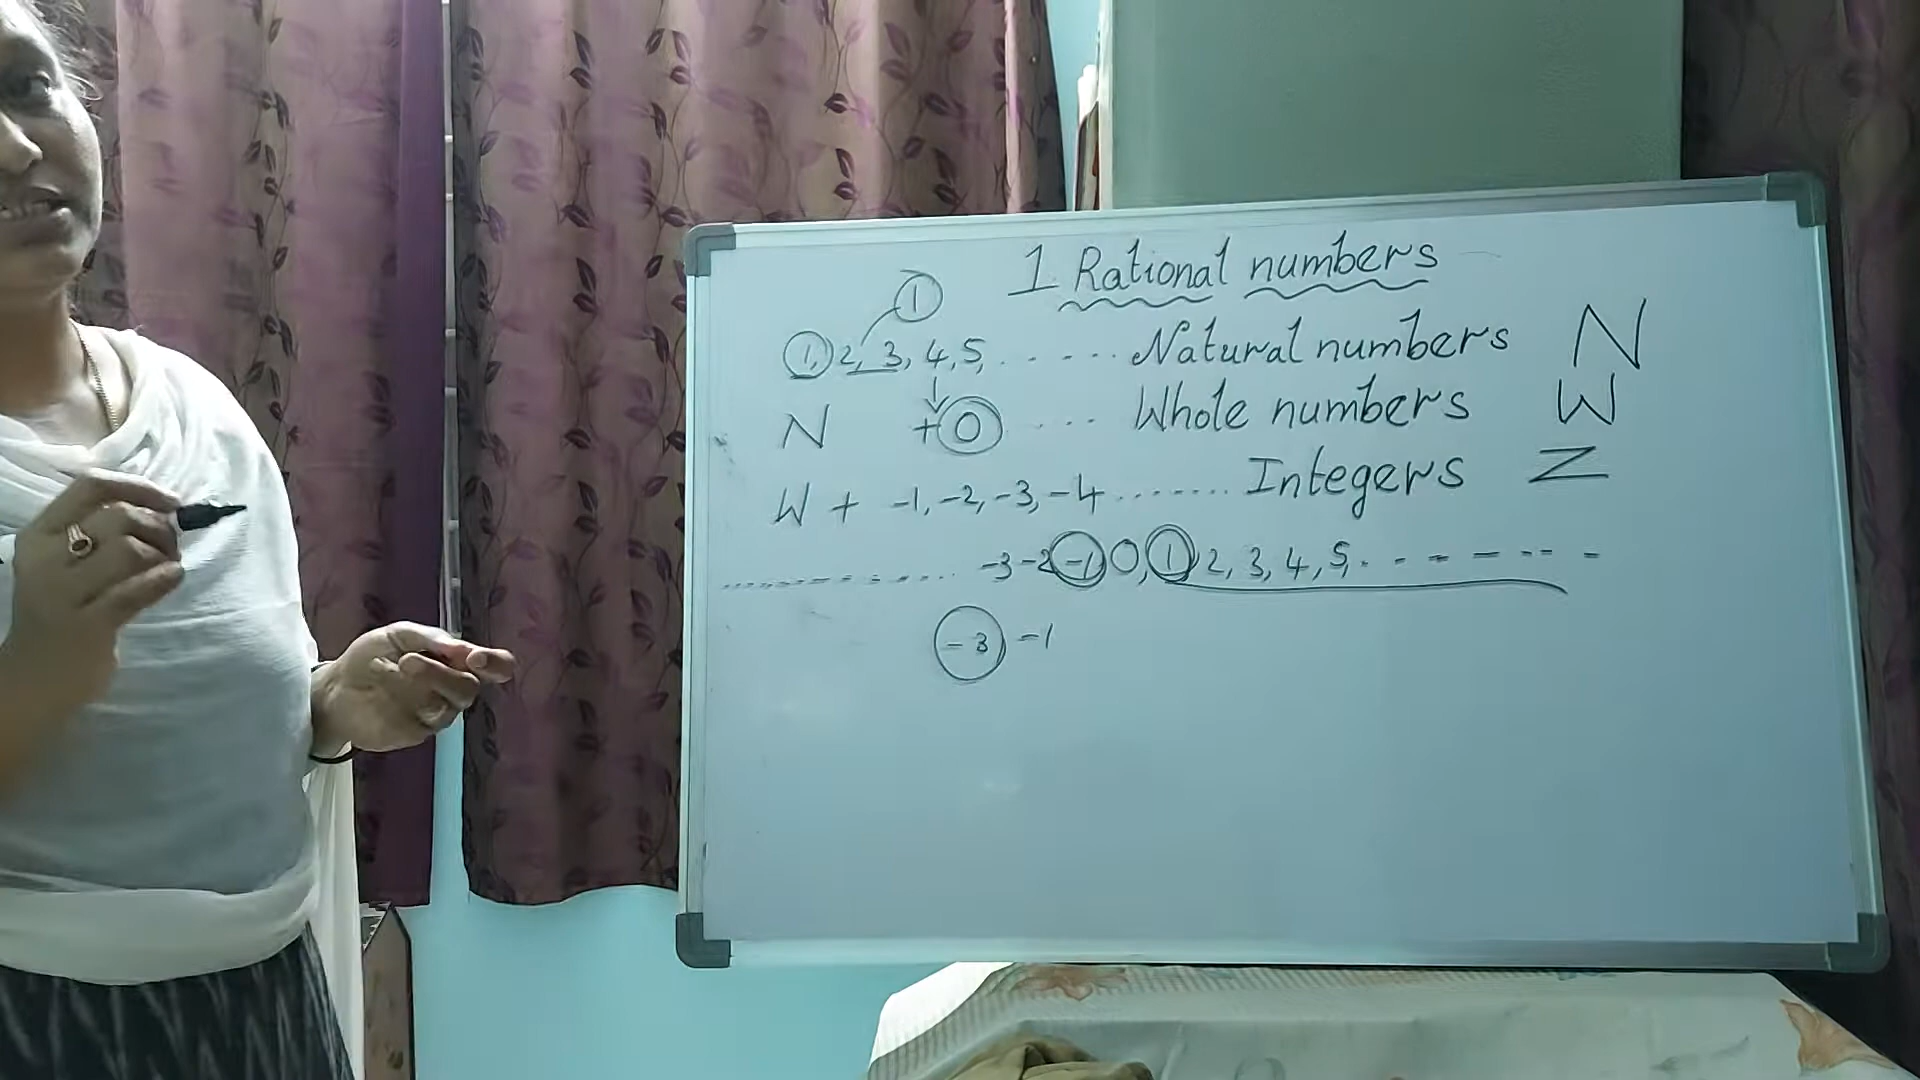 1 Rational numbers
1
1, 2, 3, 4, 5, ........ Natural numbers N
N + 0 .... Whole numbers W
W + -1, -2, -3, -4 ....... Integers Z
............... -3 -2 -1, 0, 1, 2, 3, 4, 5, . - - - - - -
-3 -1